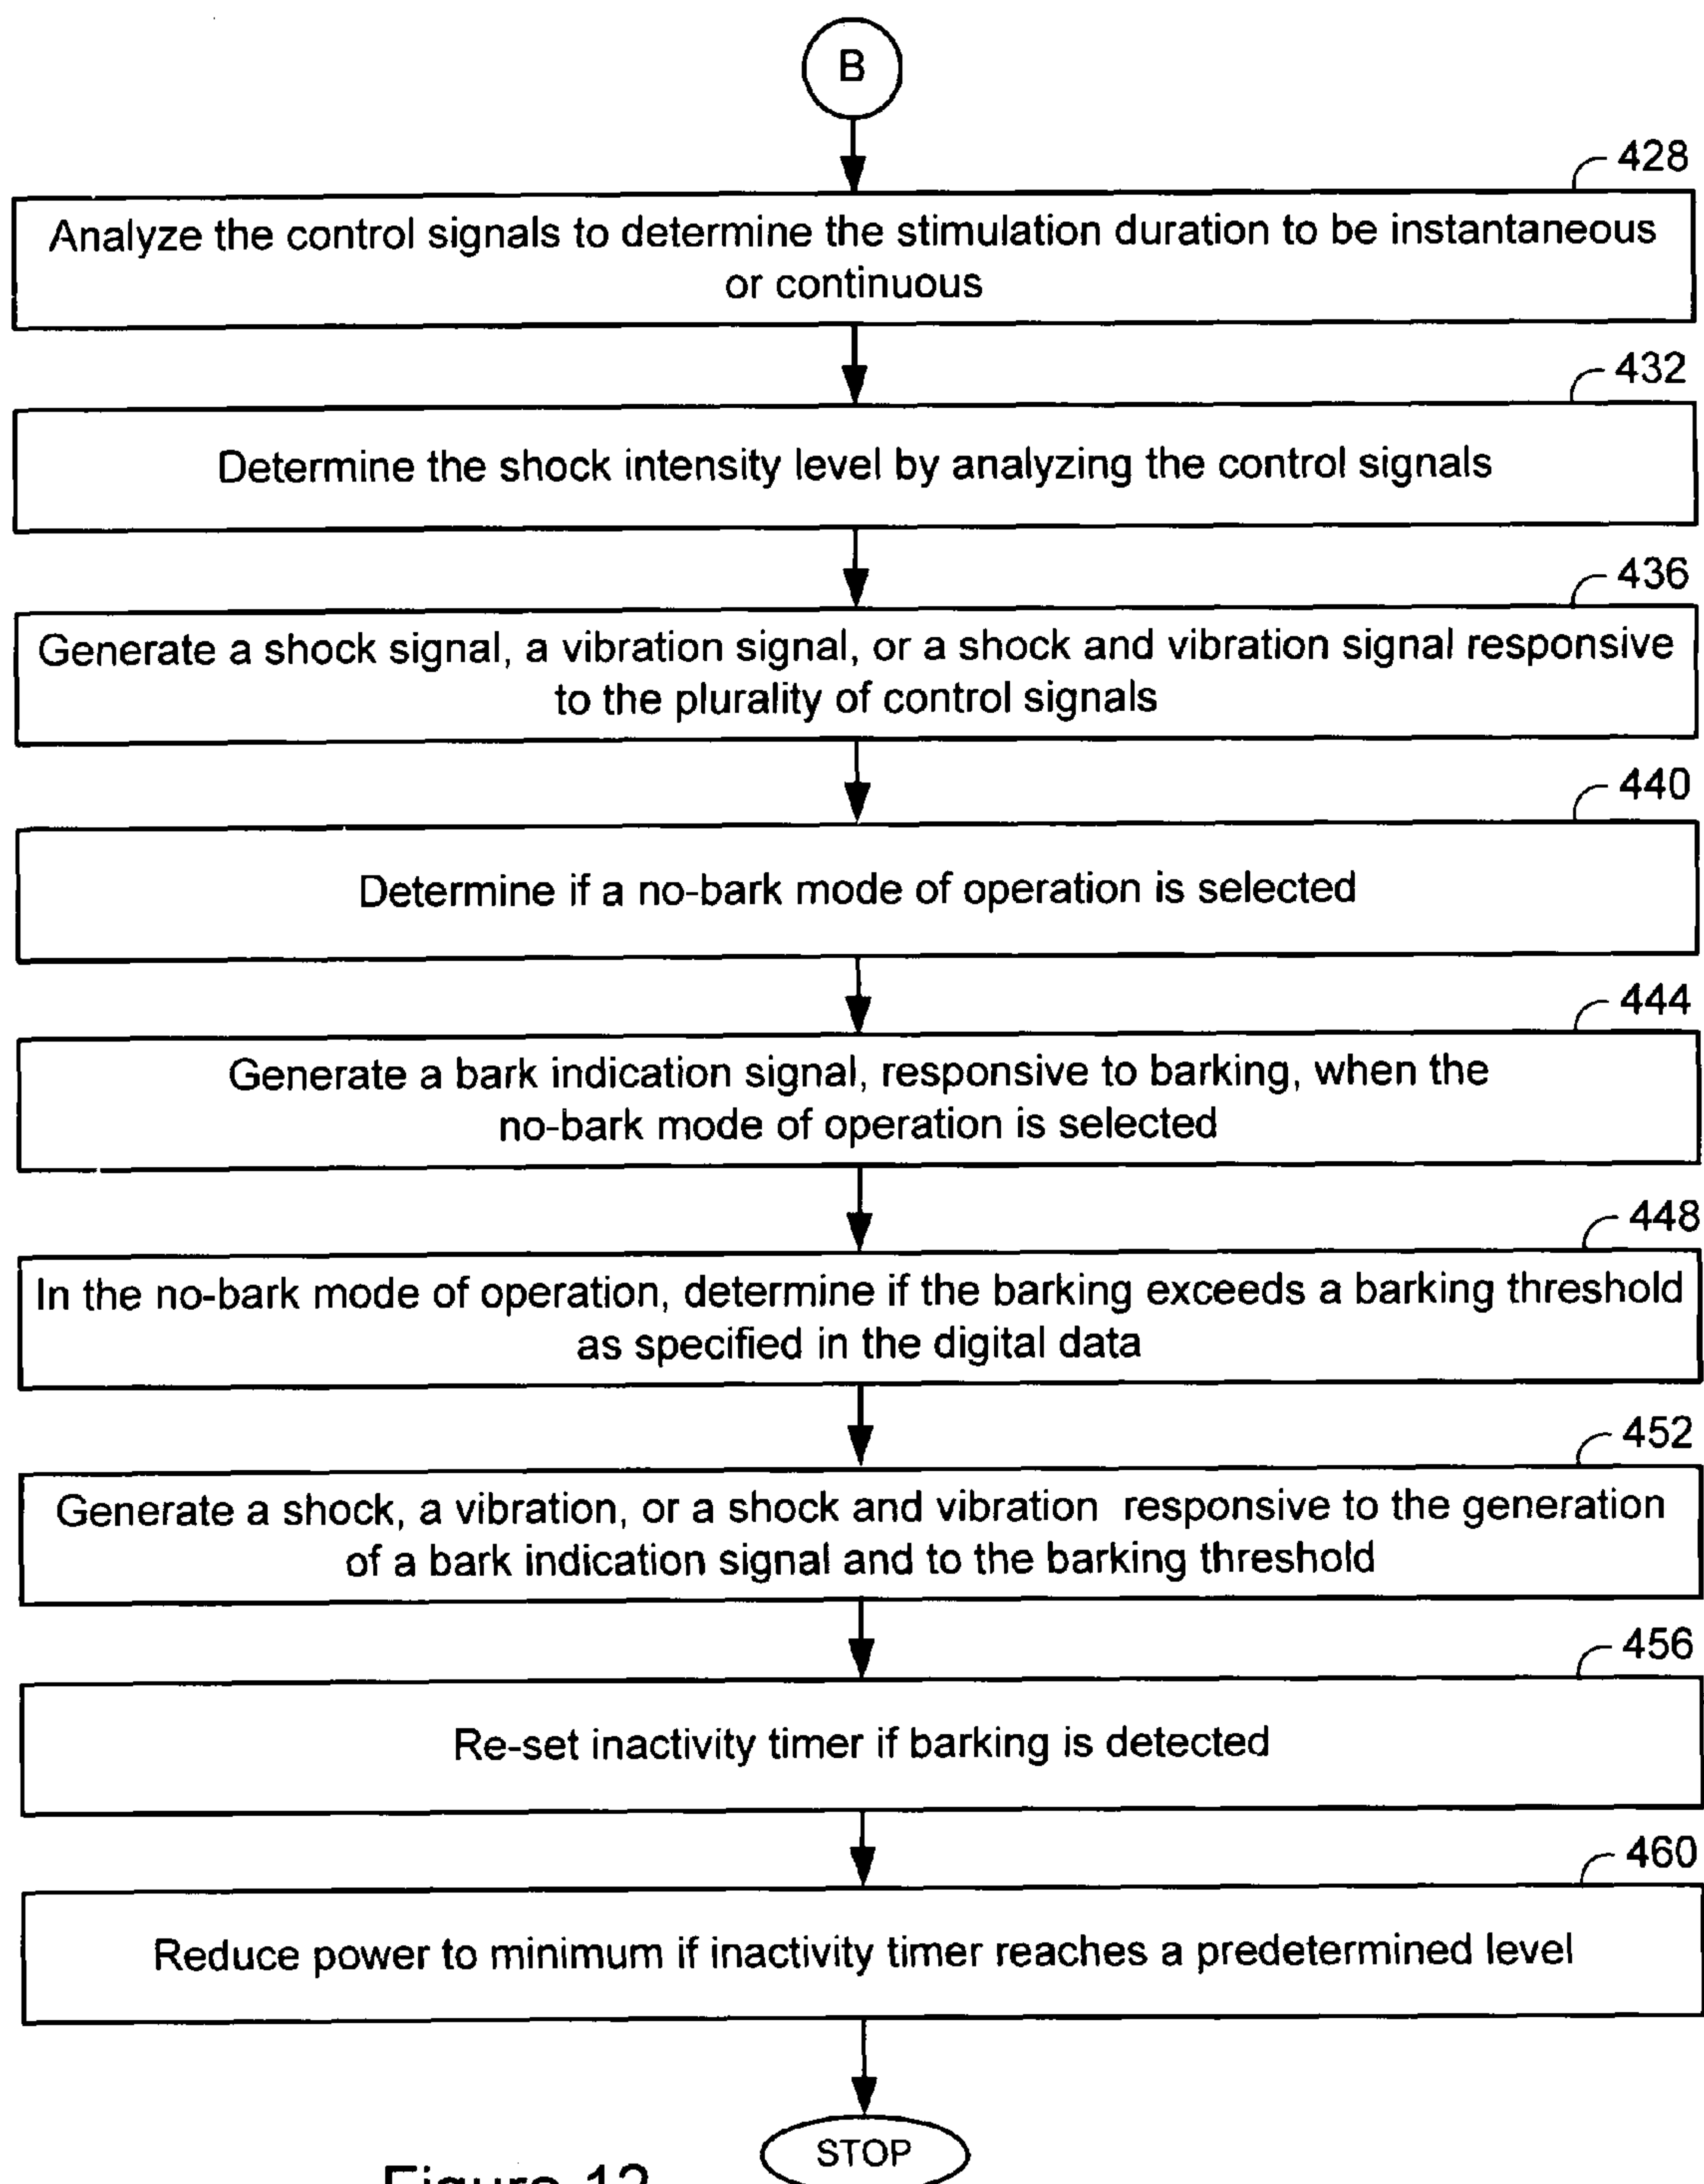 B
428
Analyze the control signals to determine the stimulation duration to be instantaneous
or continuous
432
Determine the shock intensity level by analyzing the control signals
436
Generate a shock signal, a vibration signal, or a shock and vibration signal responsive
to the plurality of control signals
440
Determine if a no-bark mode of operation is selected
444
Generate a bark indication signal, responsive to barking, when the
no-bark mode of operation is selected
448
In the no-bark mode of operation, determine if the barking exceeds a barking threshold
as specified in the digital data
452
Generate a shock, a vibration, or a shock and vibration responsive to the generation
of a bark indication signal and to the barking threshold
456
Re-set inactivity timer if barking is detected
460
Reduce power to minimum if inactivity timer reaches a predetermined level
STOP
Figure